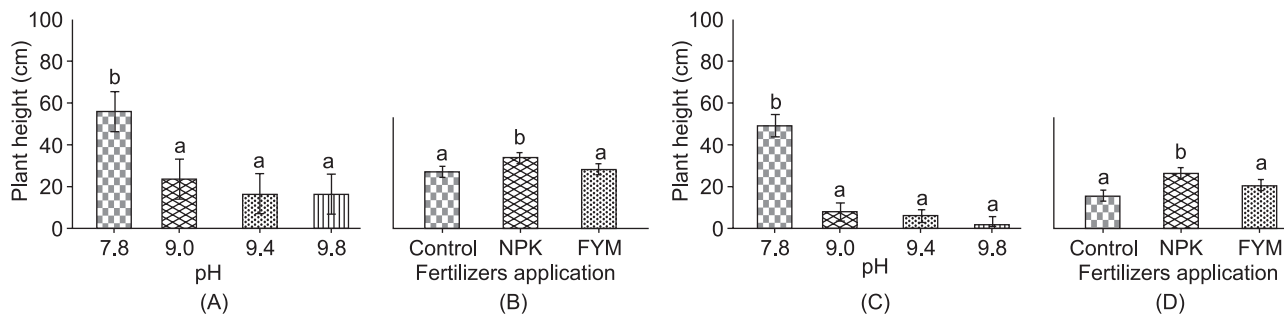 Plant height (cm)
100
80
60
40
20
0
b
a
a
a
7.8 9.0 9.4 9.8
pH
(A)
a
b
a
Control NPK FYM
Fertilizers application
(B)
Plant height (cm)
100
80
60
40
20
0
b
a
a
a
7.8 9.0 9.4 9.8
pH
(C)
a
b
a
Control NPK FYM
Fertilizers application
(D)